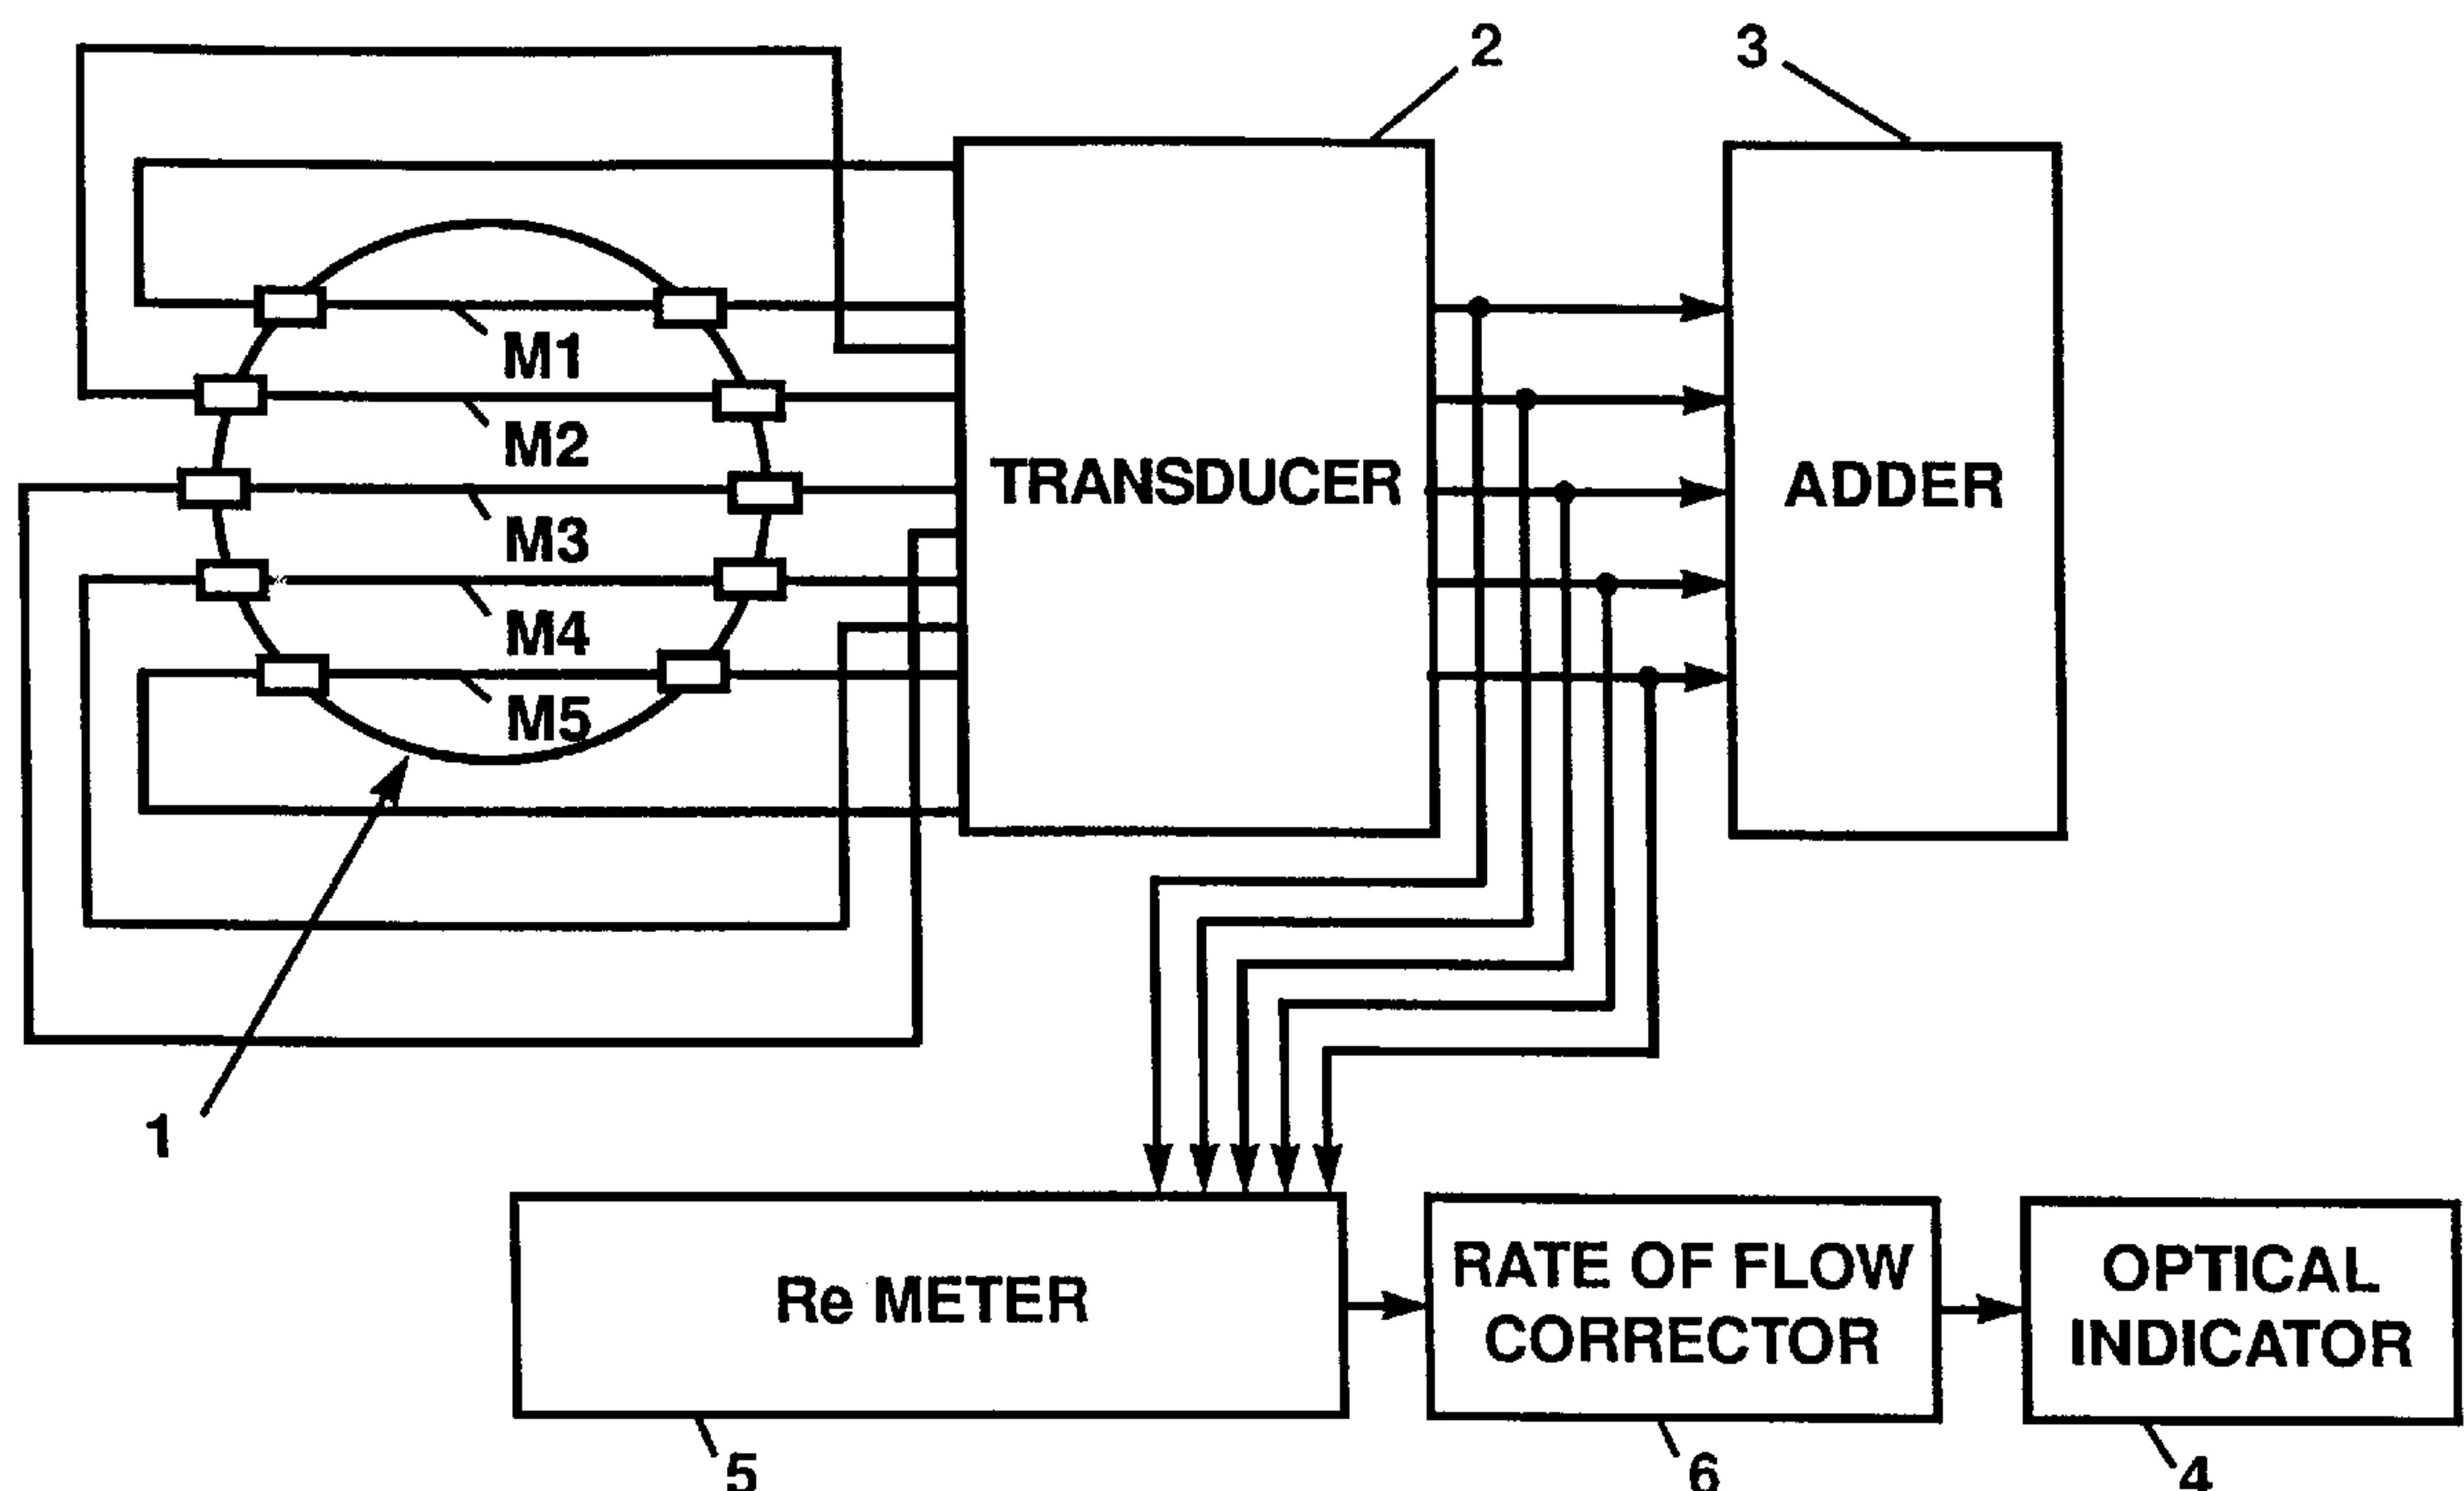 2
3
M1
M2
TRANSDUCER
ADDER
M3
M4
M5
1
Re METER
RATE OF FLOW
CORRECTOR
OPTICAL
INDICATOR
5
6
4